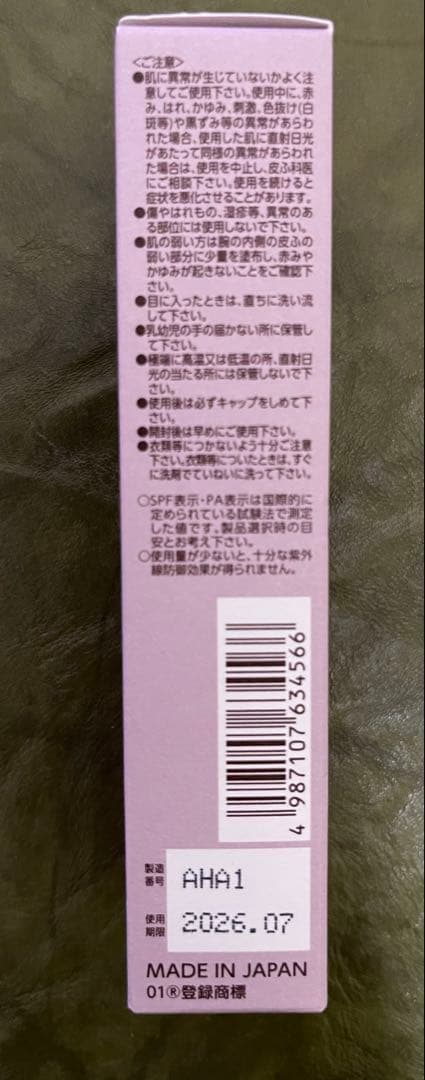 <ご注意>
●肌に異常が生じていないかよく注
意してご使用下さい。使用中に、赤
み、はれ、かゆみ、刺激、色抜け(白
斑等)や黒ずみ等の異常があらわ
れた場合、使用した肌に直射日光
があたって同様の異常があらわれ
た場合は、使用を中止し、皮ふ科医
にご相談下さい。使用を続けると
症状を悪化させることがあります。
●傷やはれもの、湿疹等、異常のあ
る部位には使用しないで下さい。
●肌の弱い方は腕の内側の皮ふの
弱い部分に少量を塗布し、赤みや
かゆみが起きないことをご確認下
さい。
●目に入ったときは、直ちに洗い流
して下さい。
●乳幼児の手の届かない所に保管し
て下さい。
●極端に高温又は低温の所、直射日
光の当たる所には保管しないで下
さい。
●使用後は必ずキャップをしめて下
さい。
●開封後は早めにご使用下さい。
●衣類等につかないよう十分ご注意
下さい。衣類等についたときは、すぐ
に洗剤でていねいに洗って下さい。
○SPF表示・PA表示は国際的に
定められている試験法で測定
した値です。製品選択時の目
安とお考え下さい。
○使用量が少ないと、十分な紫外
線防御効果が得られません。
4 987107 634566
製造
番号
AHA1
使用
期限
2026.07
MADE IN JAPAN
01®登録商標